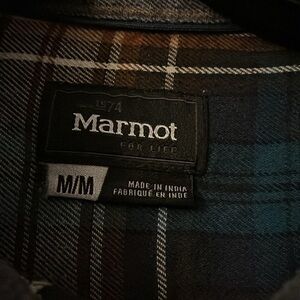 1974
Marmot
FOR LIFE
M/M
MADE IN INDIA
FABRIQUÉ EN INDE